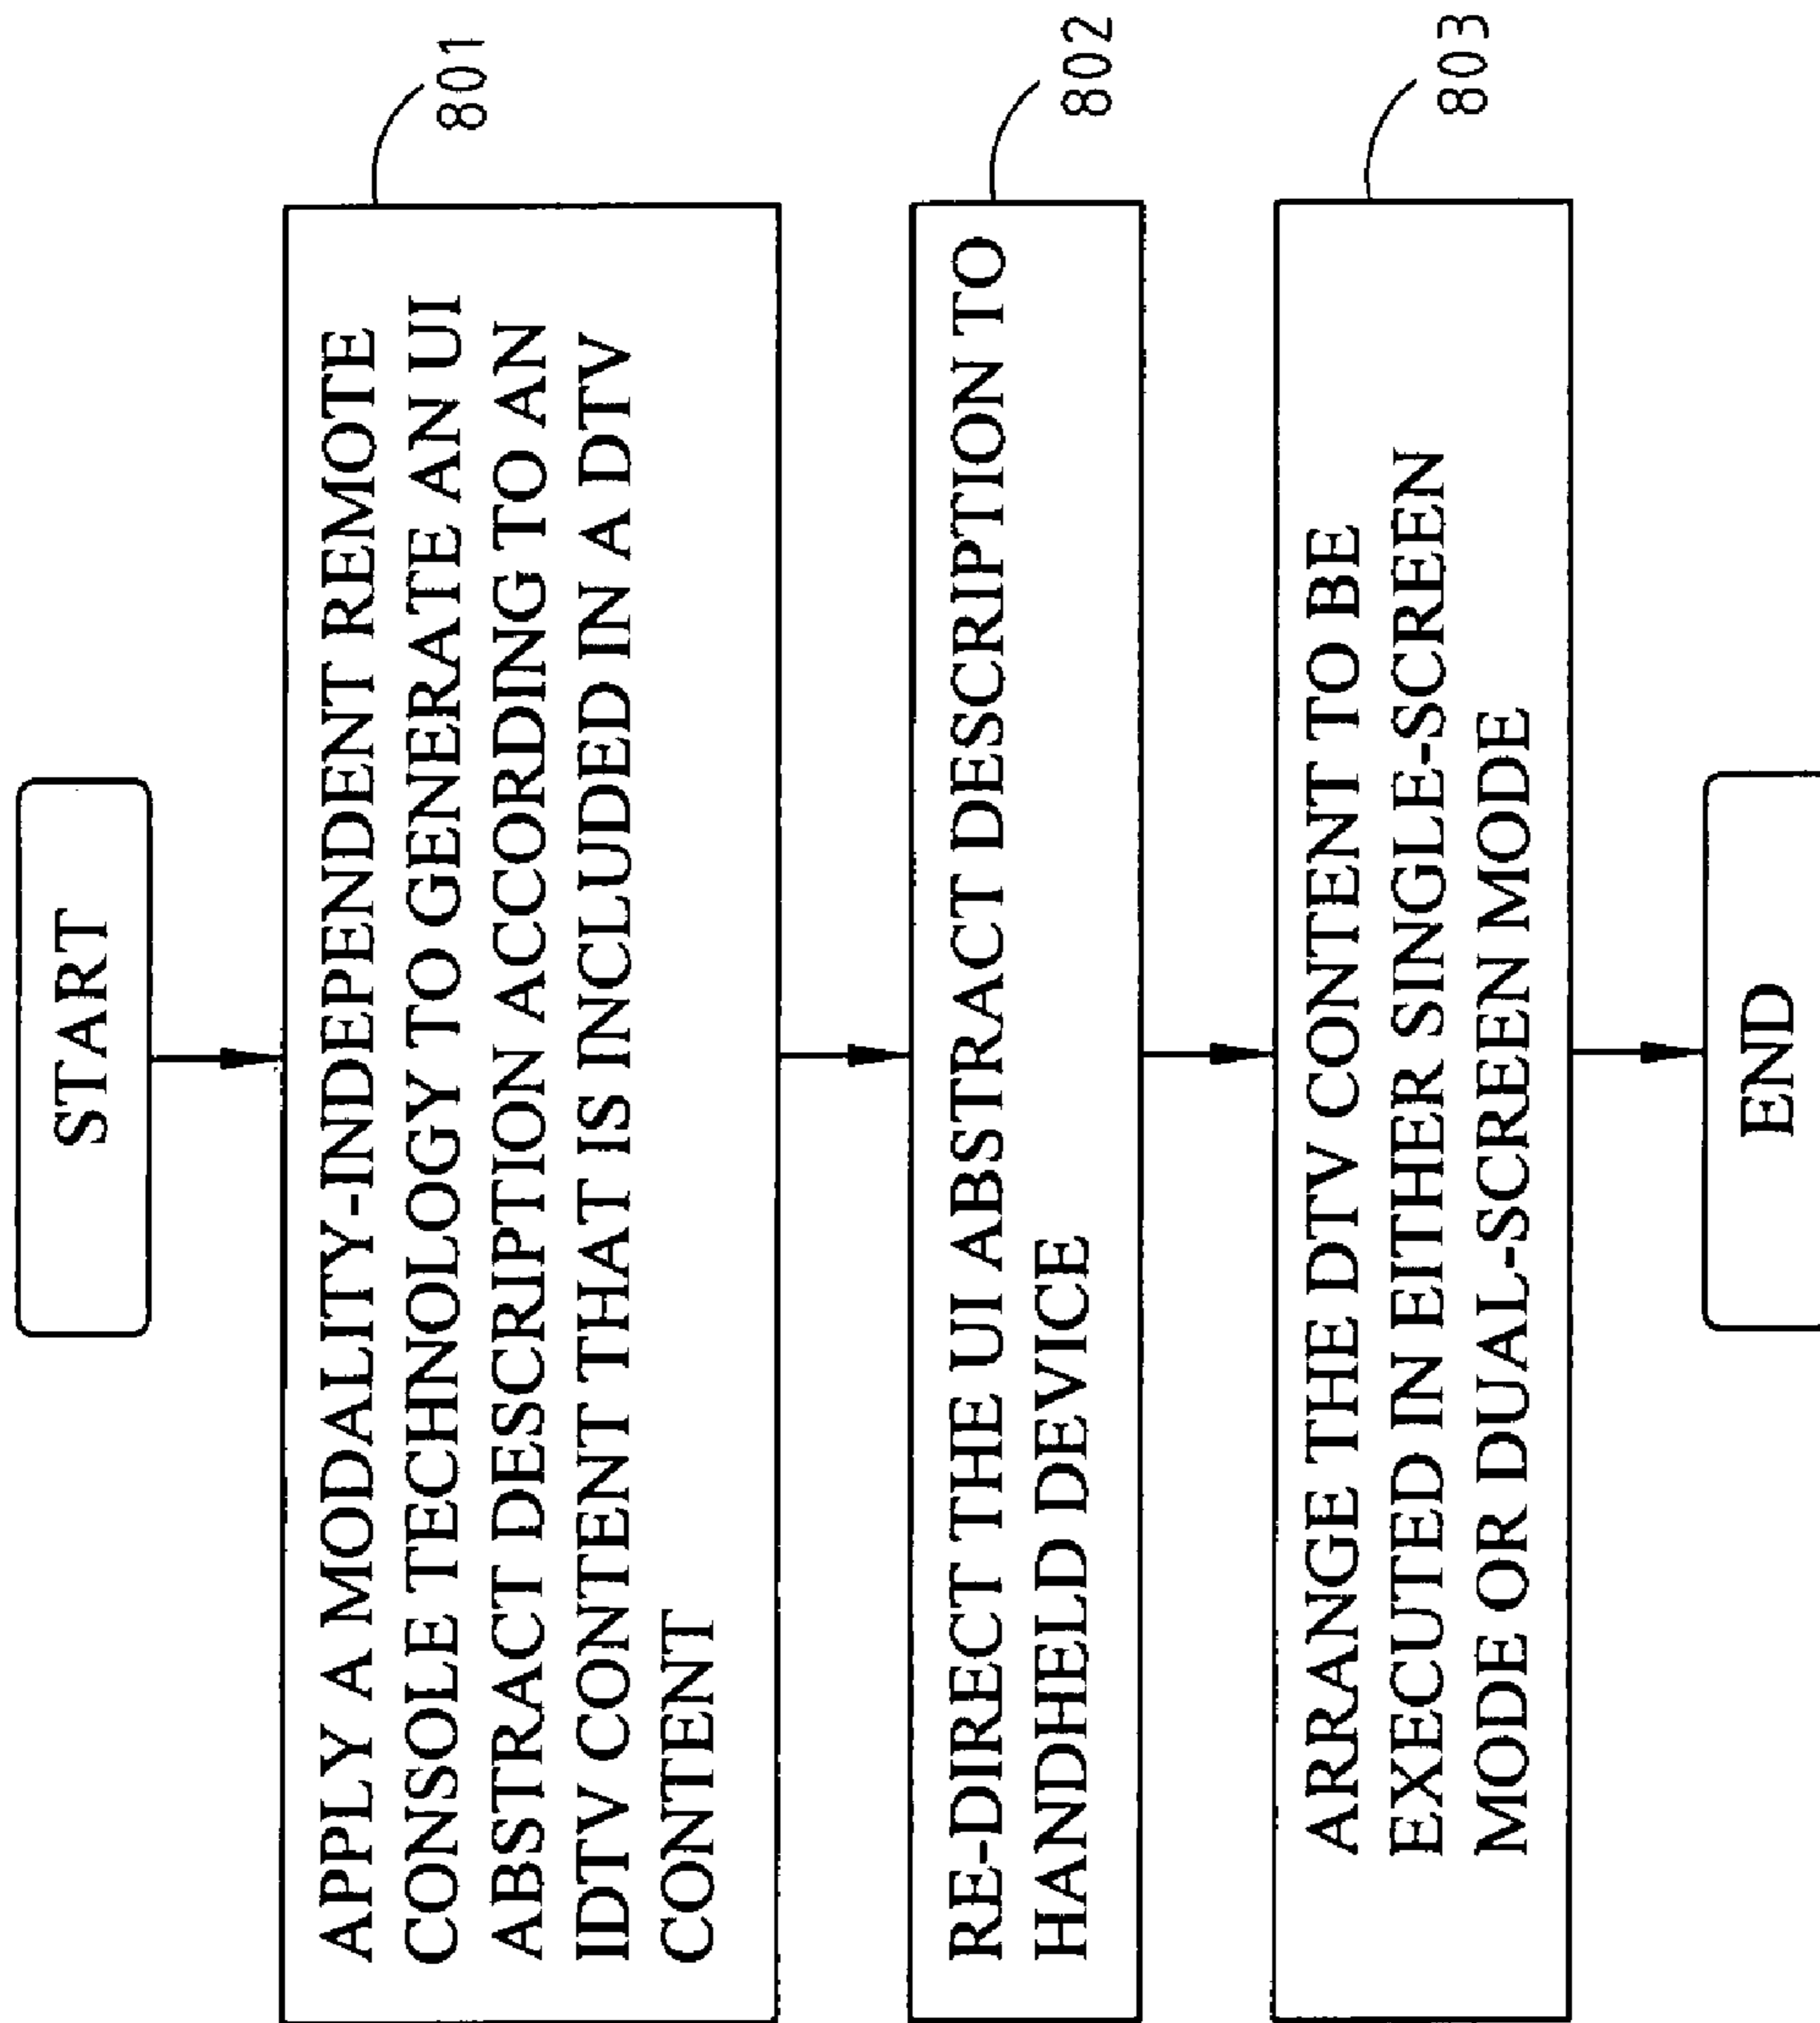 START
APPLY A MODALITY-INDEPENDENT REMOTE
CONSOLE TECHNOLOGY TO GENERATE AN UI
ABSTRACT DESCRIPTION ACCORDING TO AN
IDTV CONTENT THAT IS INCLUDED IN A DTV
CONTENT
801
RE-DIRECT THE UI ABSTRACT DESCRIPTION TO
HANDHELD DEVICE
802
ARRANGE THE DTV CONTENT TO BE
EXECUTED IN EITHER SINGLE-SCREEN
MODE OR DUAL-SCREEN MODE
803
END